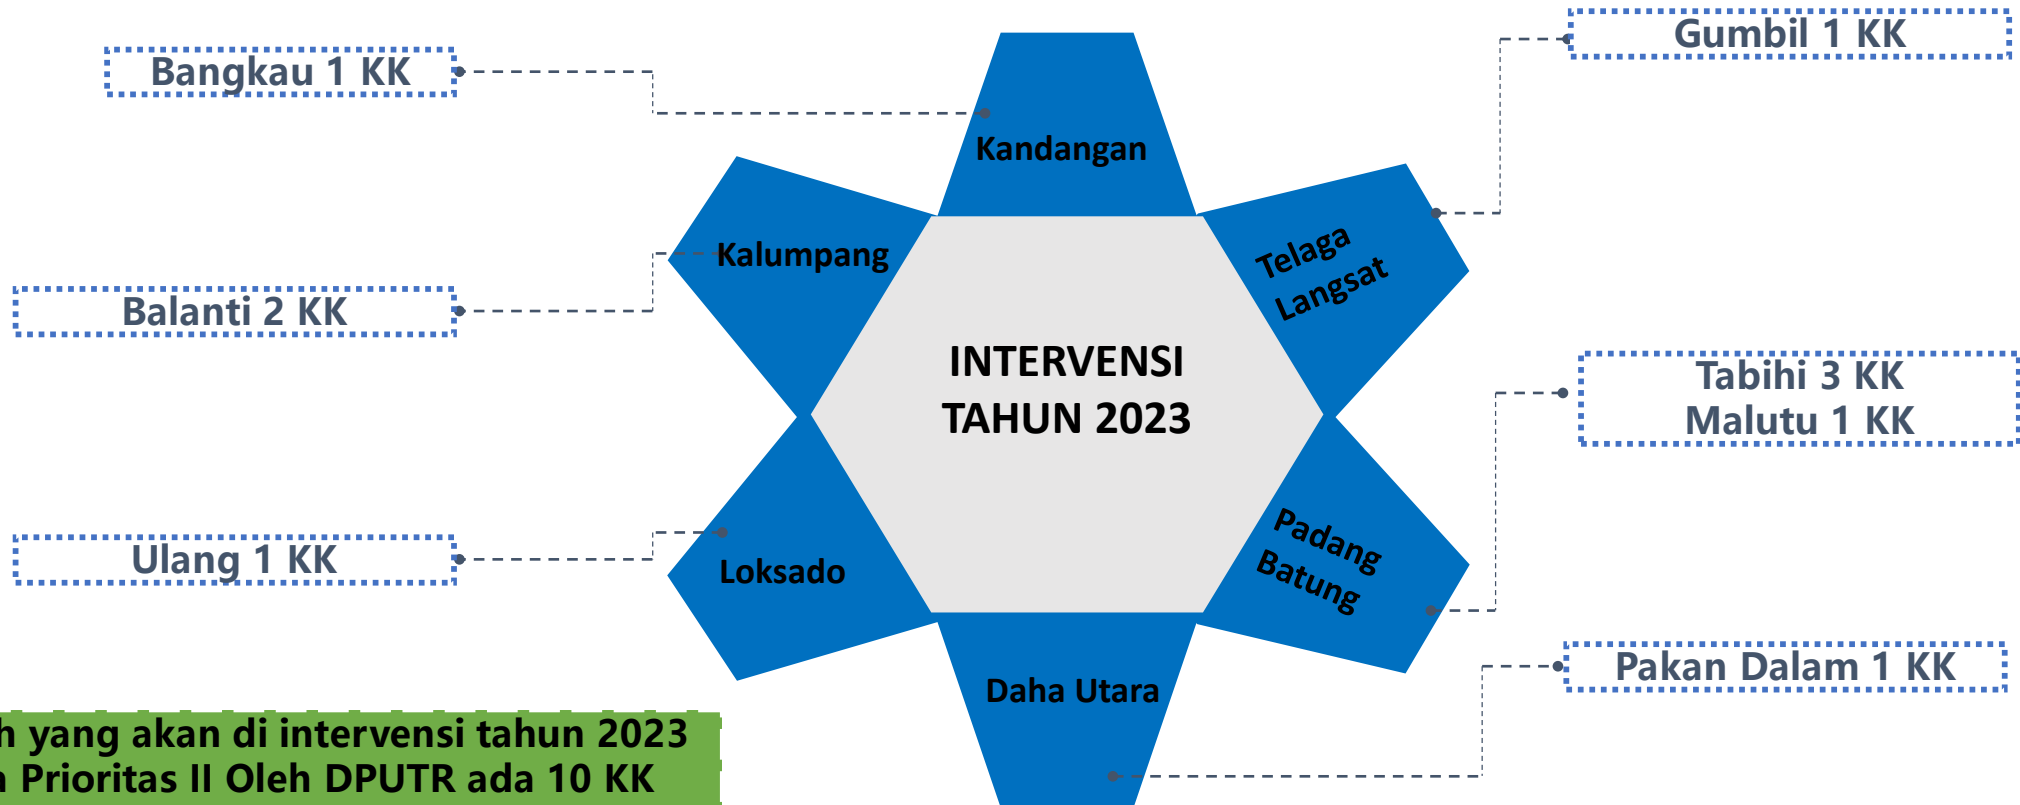 Bangkau 1 KK
Gumbil 1 KK
Kandangan
Kalumpang
Telaga
Langsat
Balanti 2 KK
INTERVENSI
TAHUN 2023
Tabihi 3 KK
Malutu 1 KK
Ulang 1 KK
Loksado
Padang
Batung
Daha Utara
Pakan Dalam 1 KK
yang akan di intervensi tahun 2023
Prioritas II Oleh DPUTR ada 10 KK